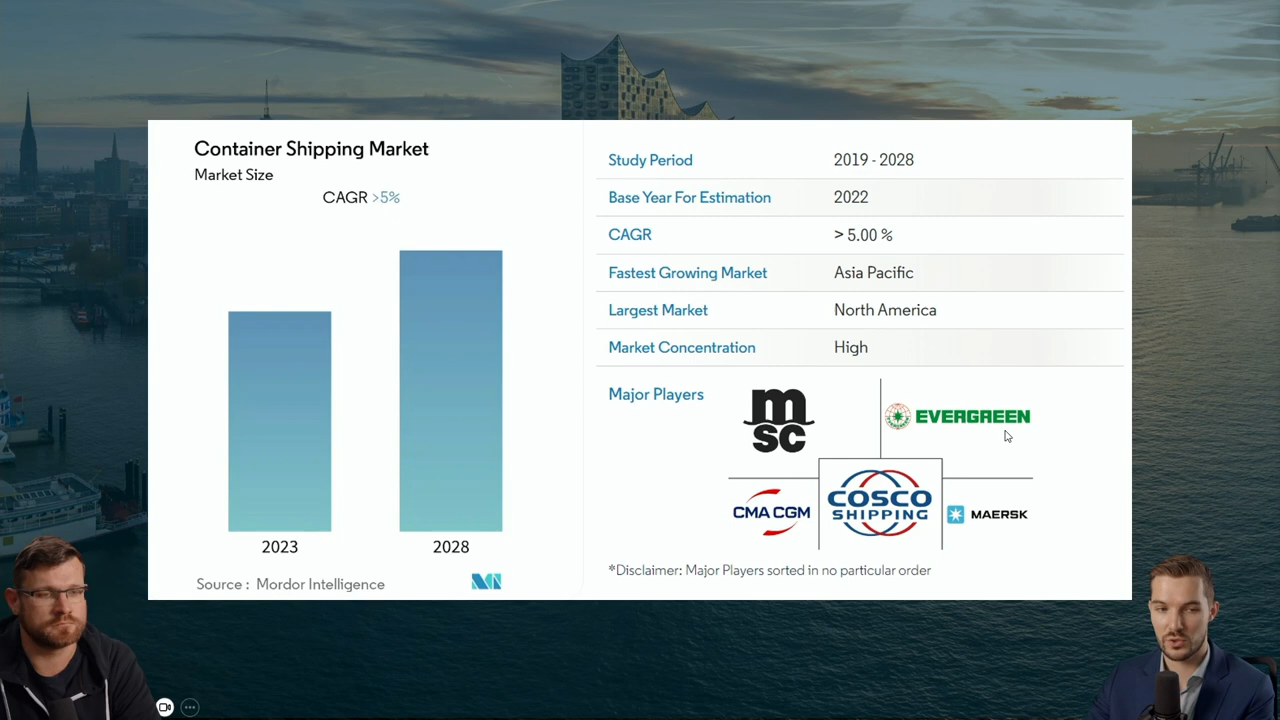 Container Shipping Market
Market Size
CAGR >5%
2023
2028
Source : Mordor Intelligence
Study Period 2019 - 2028
Base Year For Estimation 2022
CAGR > 5.00 %
Fastest Growing Market Asia Pacific
Largest Market North America
Market Concentration High
Major Players
msc
EVERGREEN
CMA CGM
COSCO
SHIPPING
MAERSK
*Disclaimer: Major Players sorted in no particular order